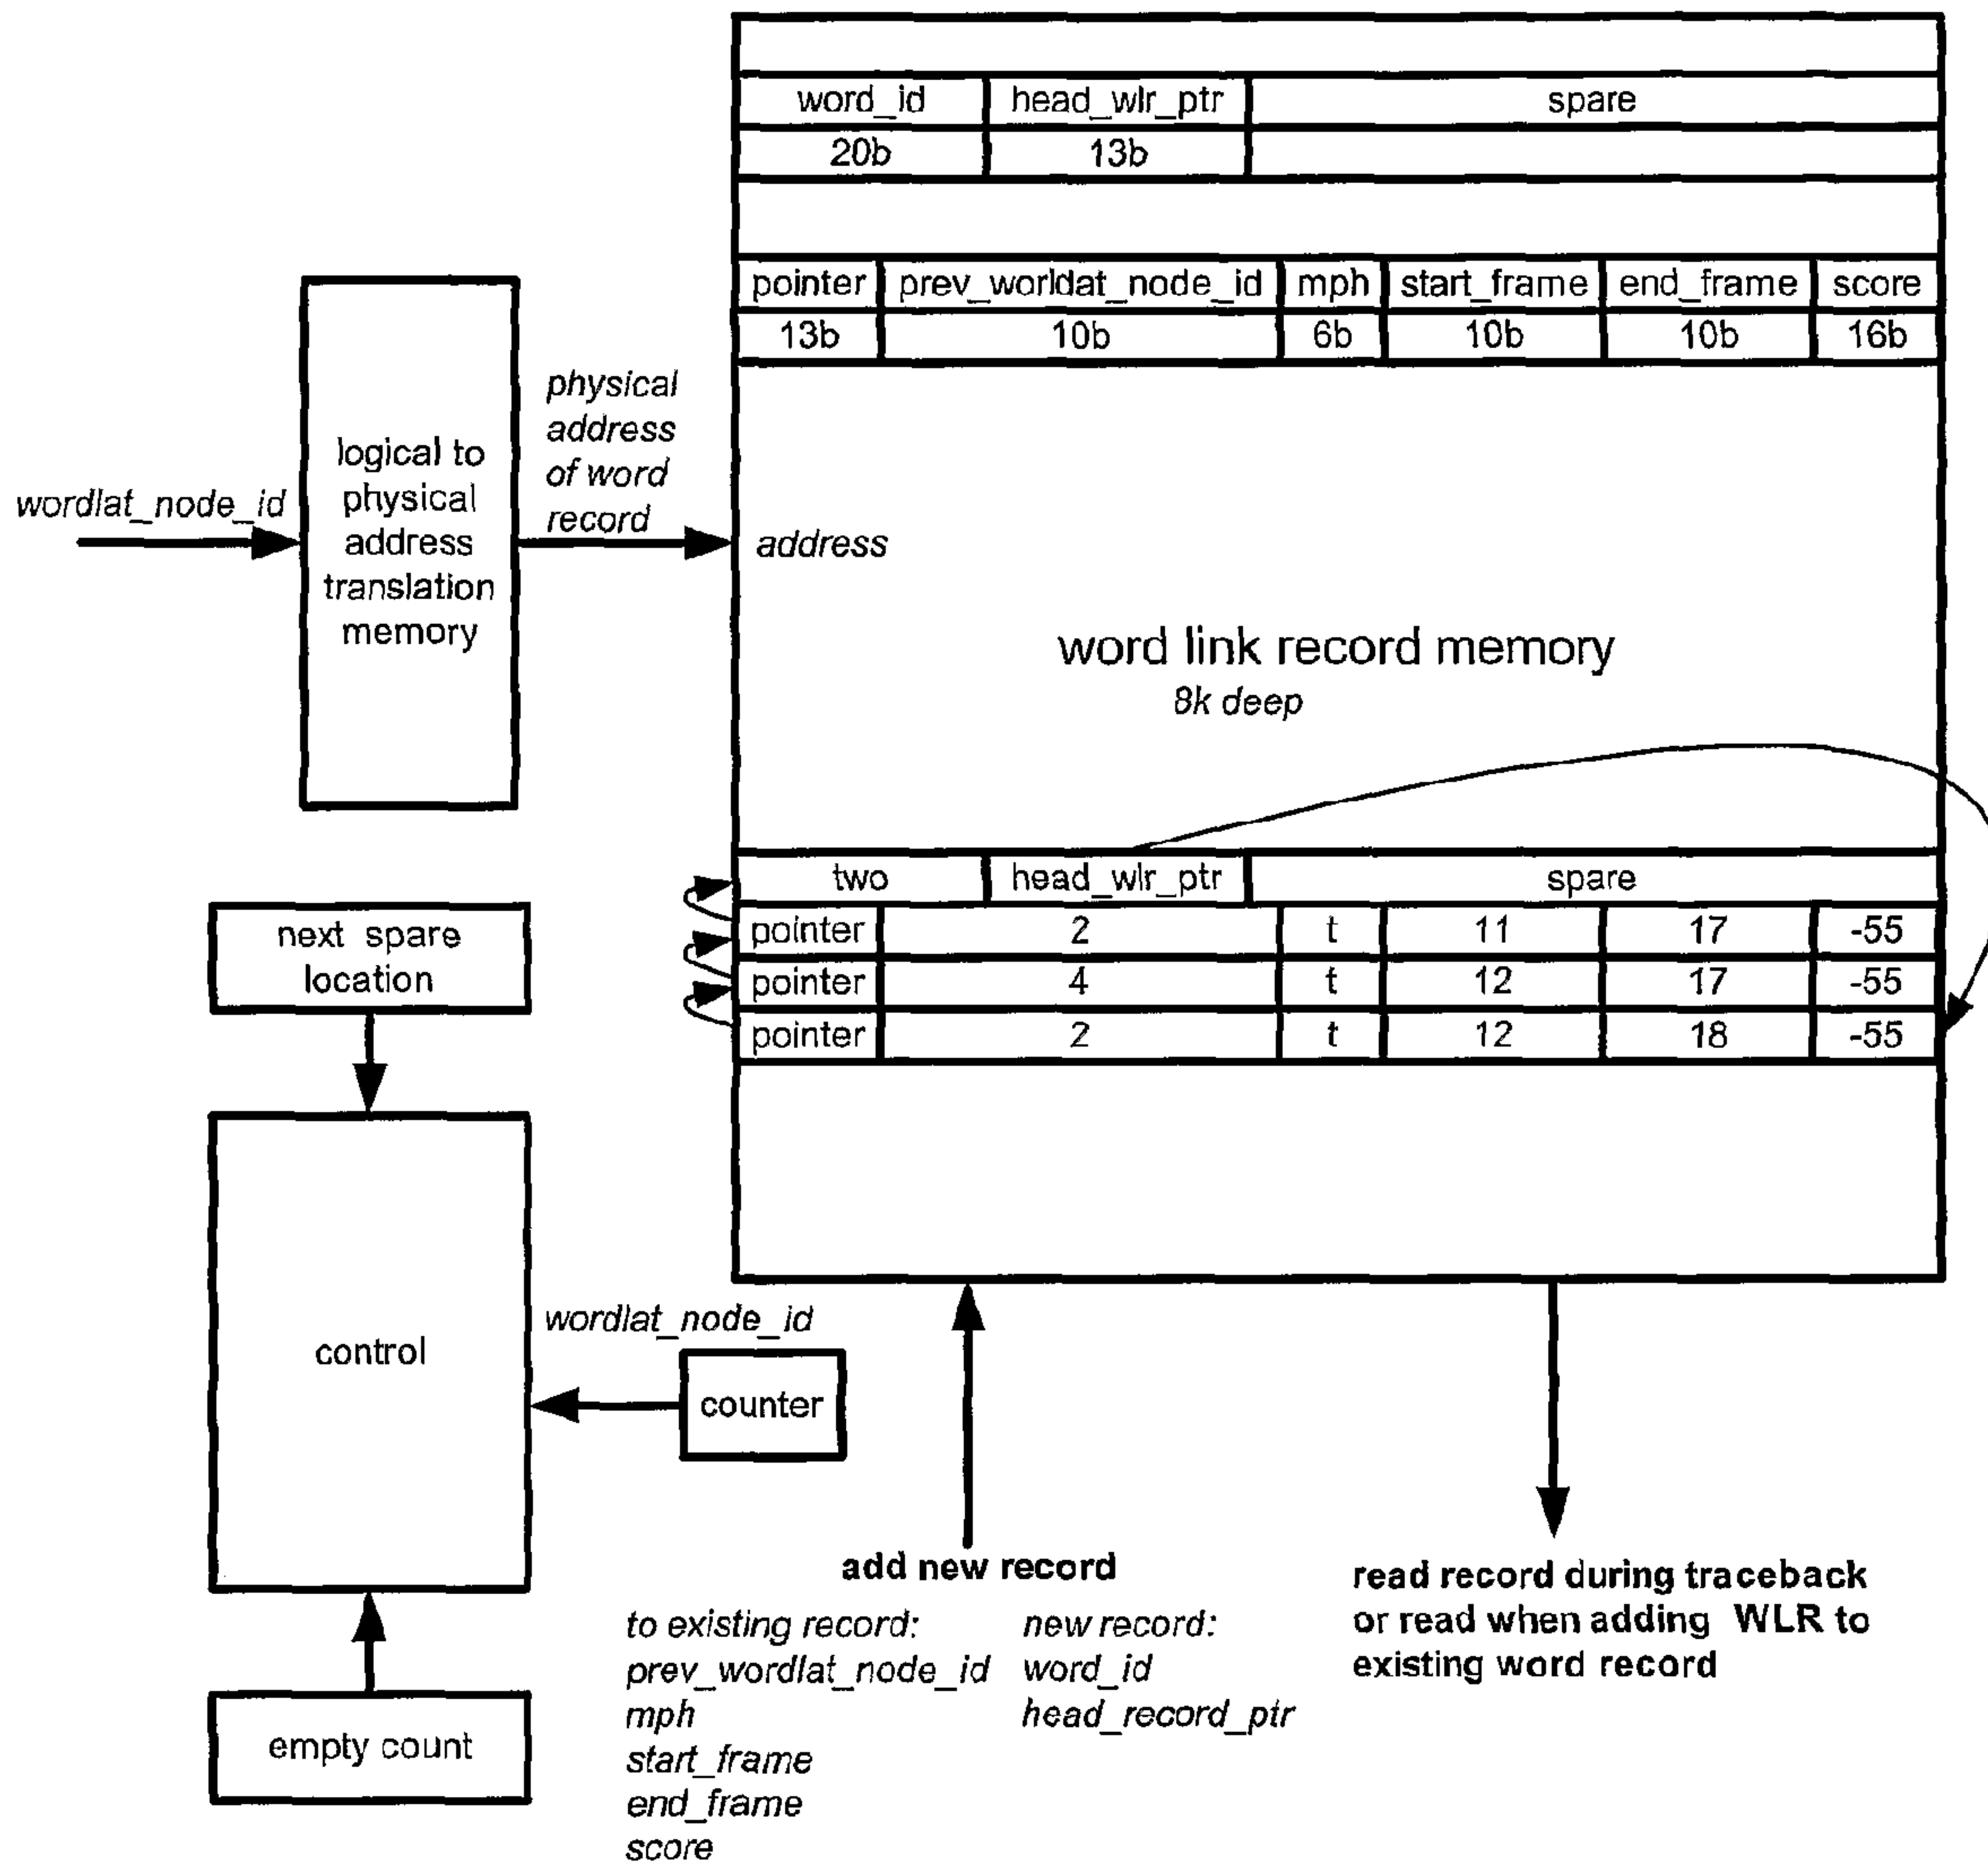 word_id head_wlr_ptr spare
20b 13b
pointer prev_worldat_node_id mph start_frame end_frame score
13b 10b 6b 10b 10b 16b
wordlat_node_id
logical to
physical
address
translation
memory
physical
address
of word
record
address
word link record memory
8k deep
two head_wlr_ptr spare
pointer 2 t 11 17 -55
pointer 4 t 12 17 -55
pointer 2 t 12 18 -55
next spare
location
control
wordlat_node_id
counter
empty count
add new record
to existing record:
prev_wordlat_node_id
mph
start_frame
end_frame
score
new record:
word_id
head_record_ptr
read record during traceback
or read when adding WLR to
existing word record